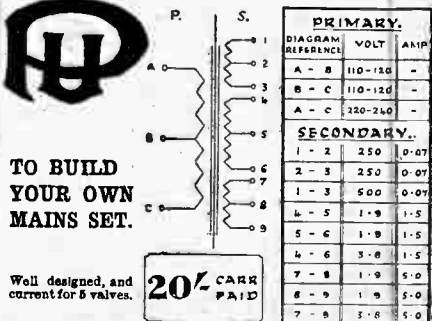 PU
P. S.
A
B
C
1
2
3
4
5
6
7
8
9
TO BUILD
YOUR OWN
MAINS SET.
Well designed, and
current for 5 valves.
20/- CARR PAID
PRIMARY.
DIAGRAM REFERENCE VOLT AMP
A - B 110-120 -
B - C 110-120 -
A - C 220-240 -
SECONDARY.
1 - 2 250 0·07
2 - 3 250 0·07
1 - 3 500 0·07
4 - 5 1·9 1·5
5 - 6 1·9 1·5
4 - 6 3·8 1·5
7 - 8 1·9 5·0
8 - 9 1·9 5·0
7 - 9 3·8 5·0